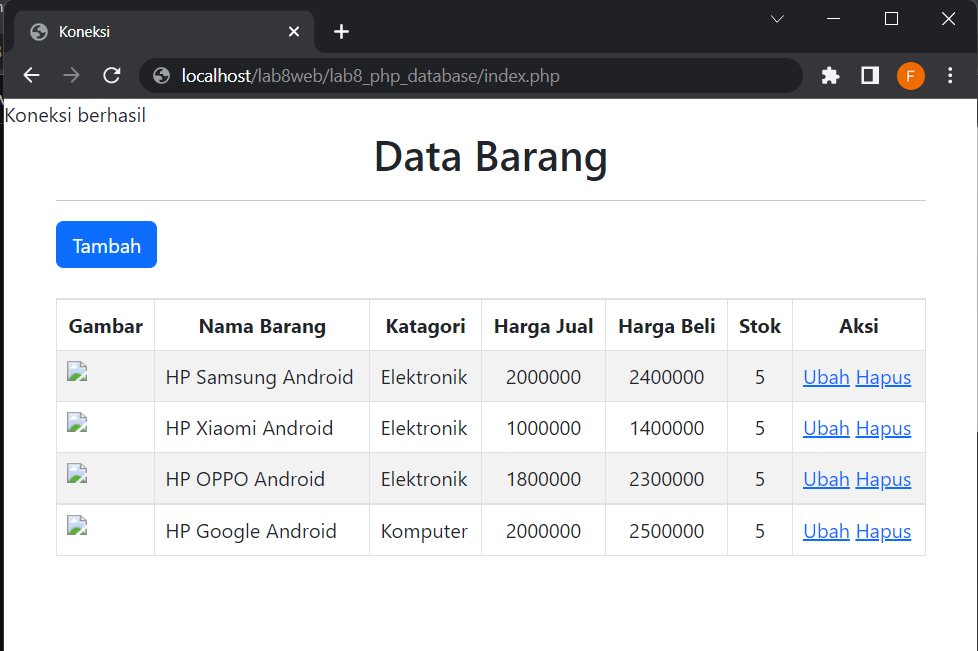 Koneksi
localhost/lab8web/lab8_php_database/index.php
F
Koneksi berhasil
Data Barang
Tambah
Gambar Nama Barang Katagori Harga Jual Harga Beli Stok Aksi
HP Samsung Android Elektronik 2000000 2400000 5 Ubah Hapus
HP Xiaomi Android Elektronik 1000000 1400000 5 Ubah Hapus
HP OPPO Android Elektronik 1800000 2300000 5 Ubah Hapus
HP Google Android Komputer 2000000 2500000 5 Ubah Hapus